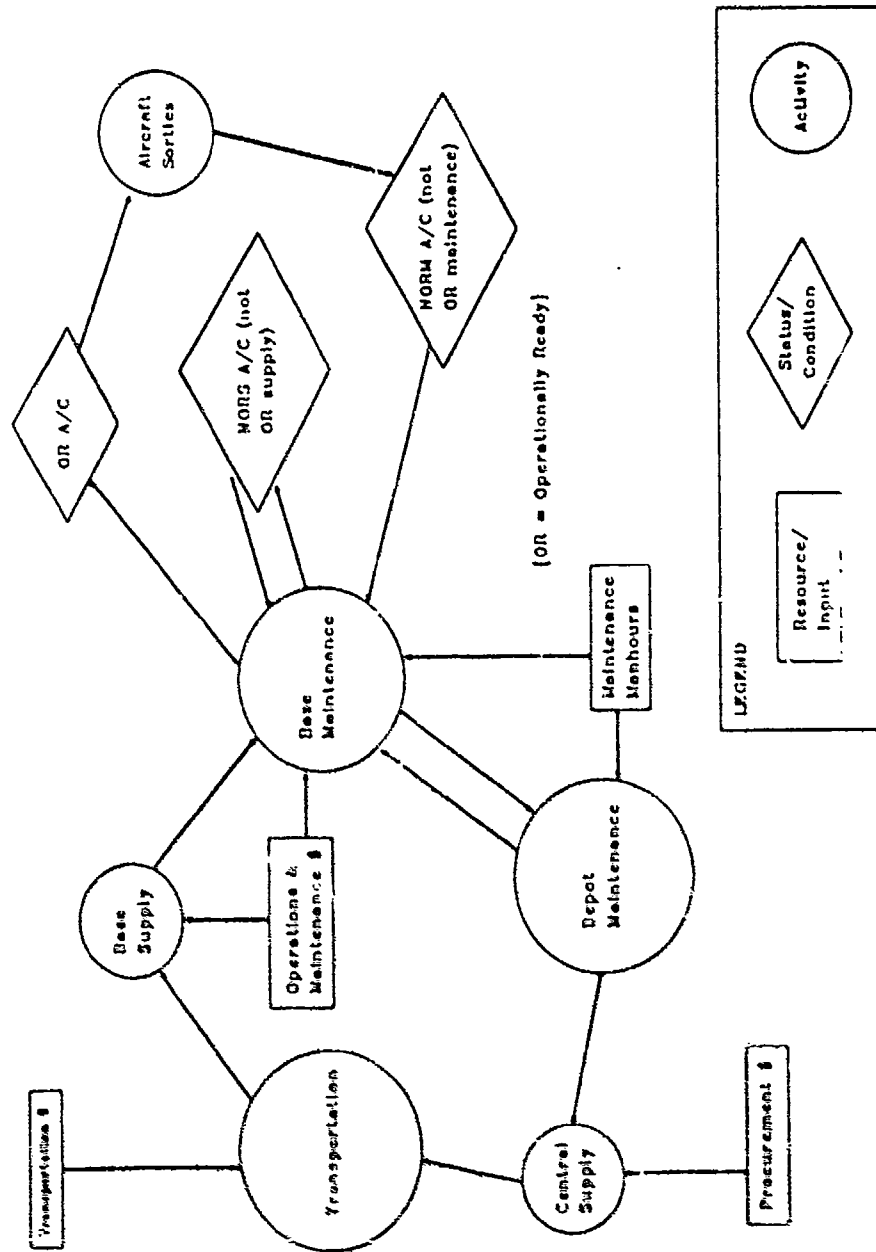 Transportation $
Transportation
Central
Supply
Procurement $
Base
Supply
Operations &
Maintenance $
Depot
Maintenance
Base
Maintenance
Maintenance
Manhours
OR A/C
NORS A/C (not
OR supply)
NORM A/C (not
OR maintenance)
Aircraft
Sorties
(OR = Operationally Ready)
LEGEND
Resource/
Input
Status/
Condition
Activity